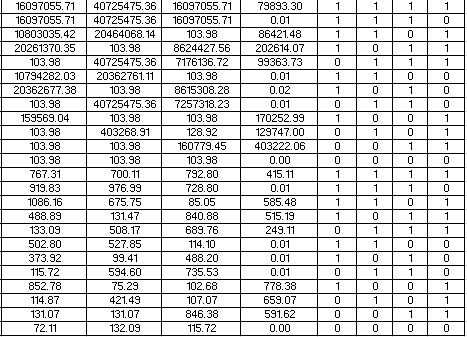 16097055.71 40725475.36 16097055.71 79893.30 1 1 1 1
16097055.71 40725475.36 16097055.71 0.01 1 1 1 0
10803035.42 20464068.14 103.98 86421.48 1 1 0 1
20261370.35 103.98 8624427.56 202614.07 1 0 1 1
103.98 40725475.36 7176136.72 99363.73 0 1 1 1
10794282.03 20362761.11 103.98 0.01 1 1 0 0
20362677.38 103.98 8615308.28 0.02 1 0 1 0
103.98 40725475.36 7257318.23 0.01 0 1 1 0
159569.04 103.98 103.98 170252.99 1 0 0 1
103.98 403268.91 128.92 129747.00 0 1 0 1
103.98 103.98 160779.45 403222.06 0 0 1 1
103.98 103.98 103.98 0.00 0 0 0 0
767.31 700.11 792.80 415.11 1 1 1 1
919.83 976.99 728.80 0.01 1 1 1 0
1086.16 675.75 85.05 585.48 1 1 0 1
488.89 131.47 840.88 515.19 1 0 1 1
133.09 508.17 689.76 249.11 0 1 1 1
502.80 527.85 114.10 0.01 1 1 0 0
373.92 99.41 488.20 0.01 1 0 1 0
115.72 594.60 735.53 0.01 0 1 1 0
852.78 75.29 102.68 778.38 1 0 0 1
114.87 421.49 107.07 659.07 0 1 0 1
131.07 131.07 846.38 591.62 0 0 1 1
72.11 132.09 115.72 0.00 0 0 0 0